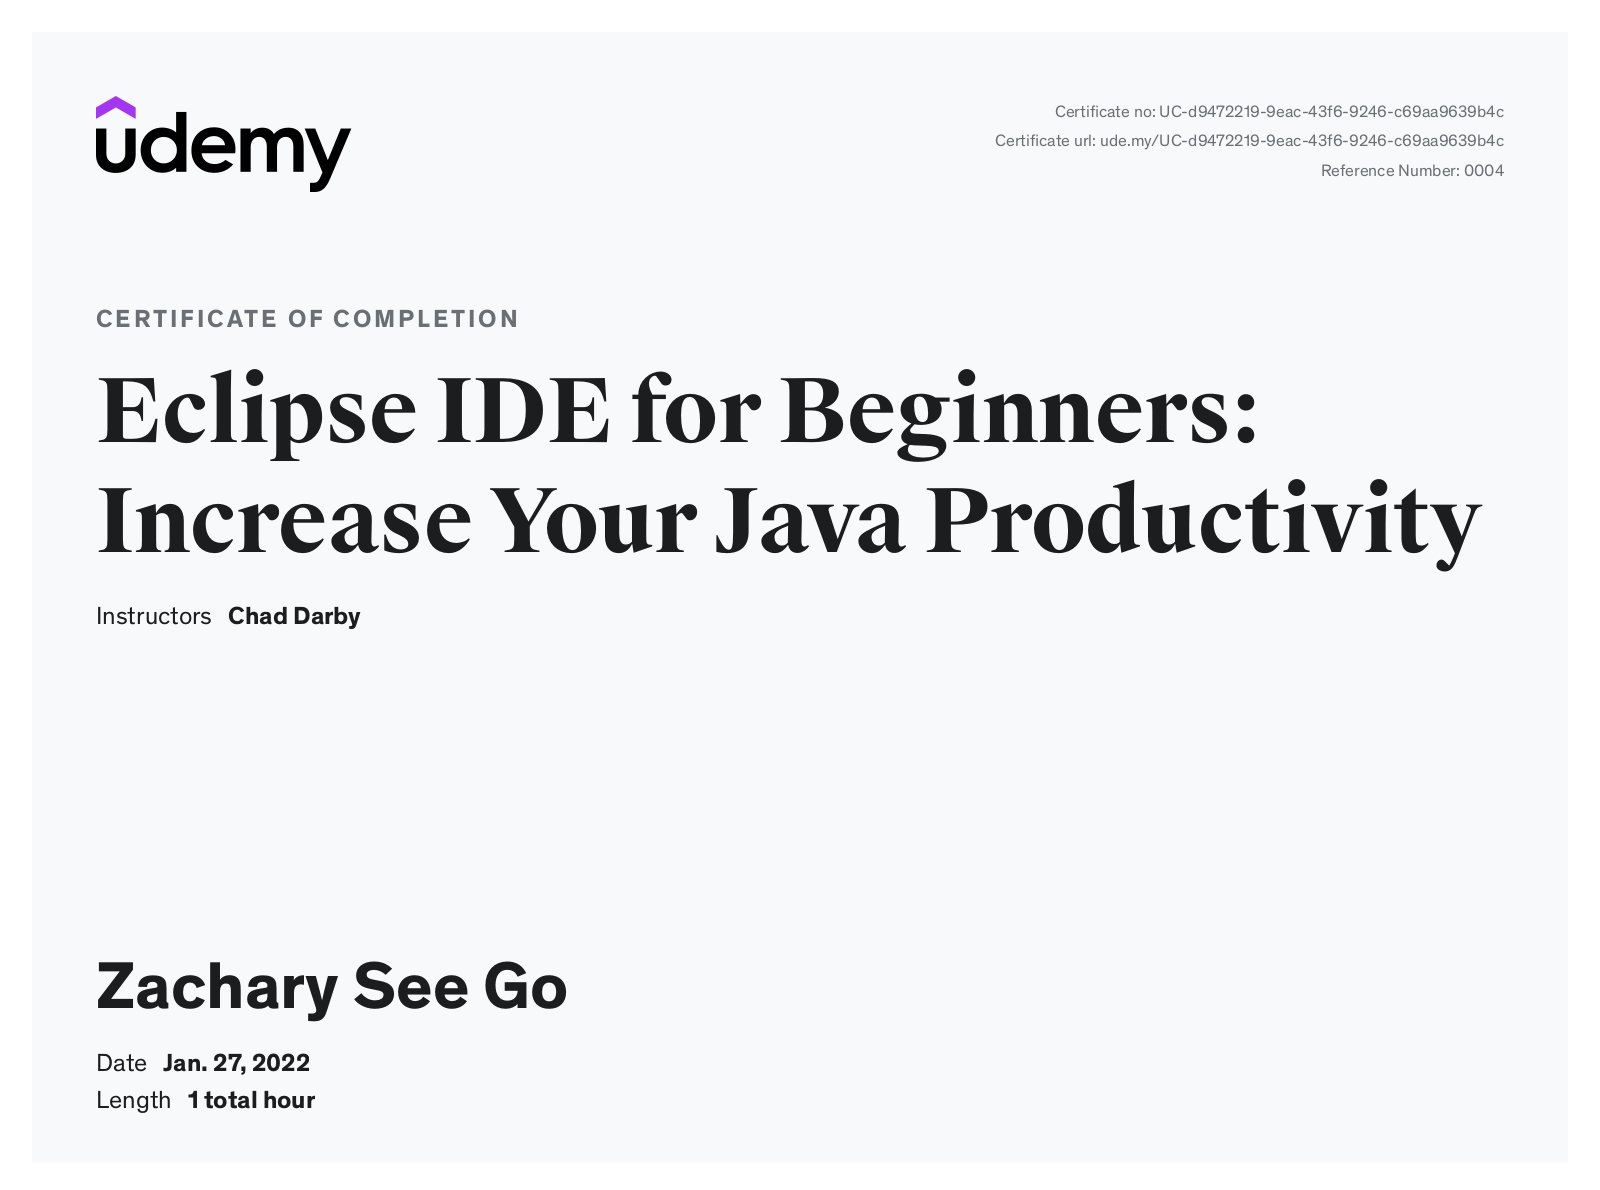 udemy
Certificate no: UC-d9472219-9eac-43f6-9246-c69aa9639b4c
Certificate url: ude.my/UC-d9472219-9eac-43f6-9246-c69aa9639b4c
Reference Number: 0004
CERTIFICATE OF COMPLETION
Eclipse IDE for Beginners:
Increase Your Java Productivity
Instructors Chad Darby
Zachary See Go
Date Jan. 27, 2022
Length 1 total hour